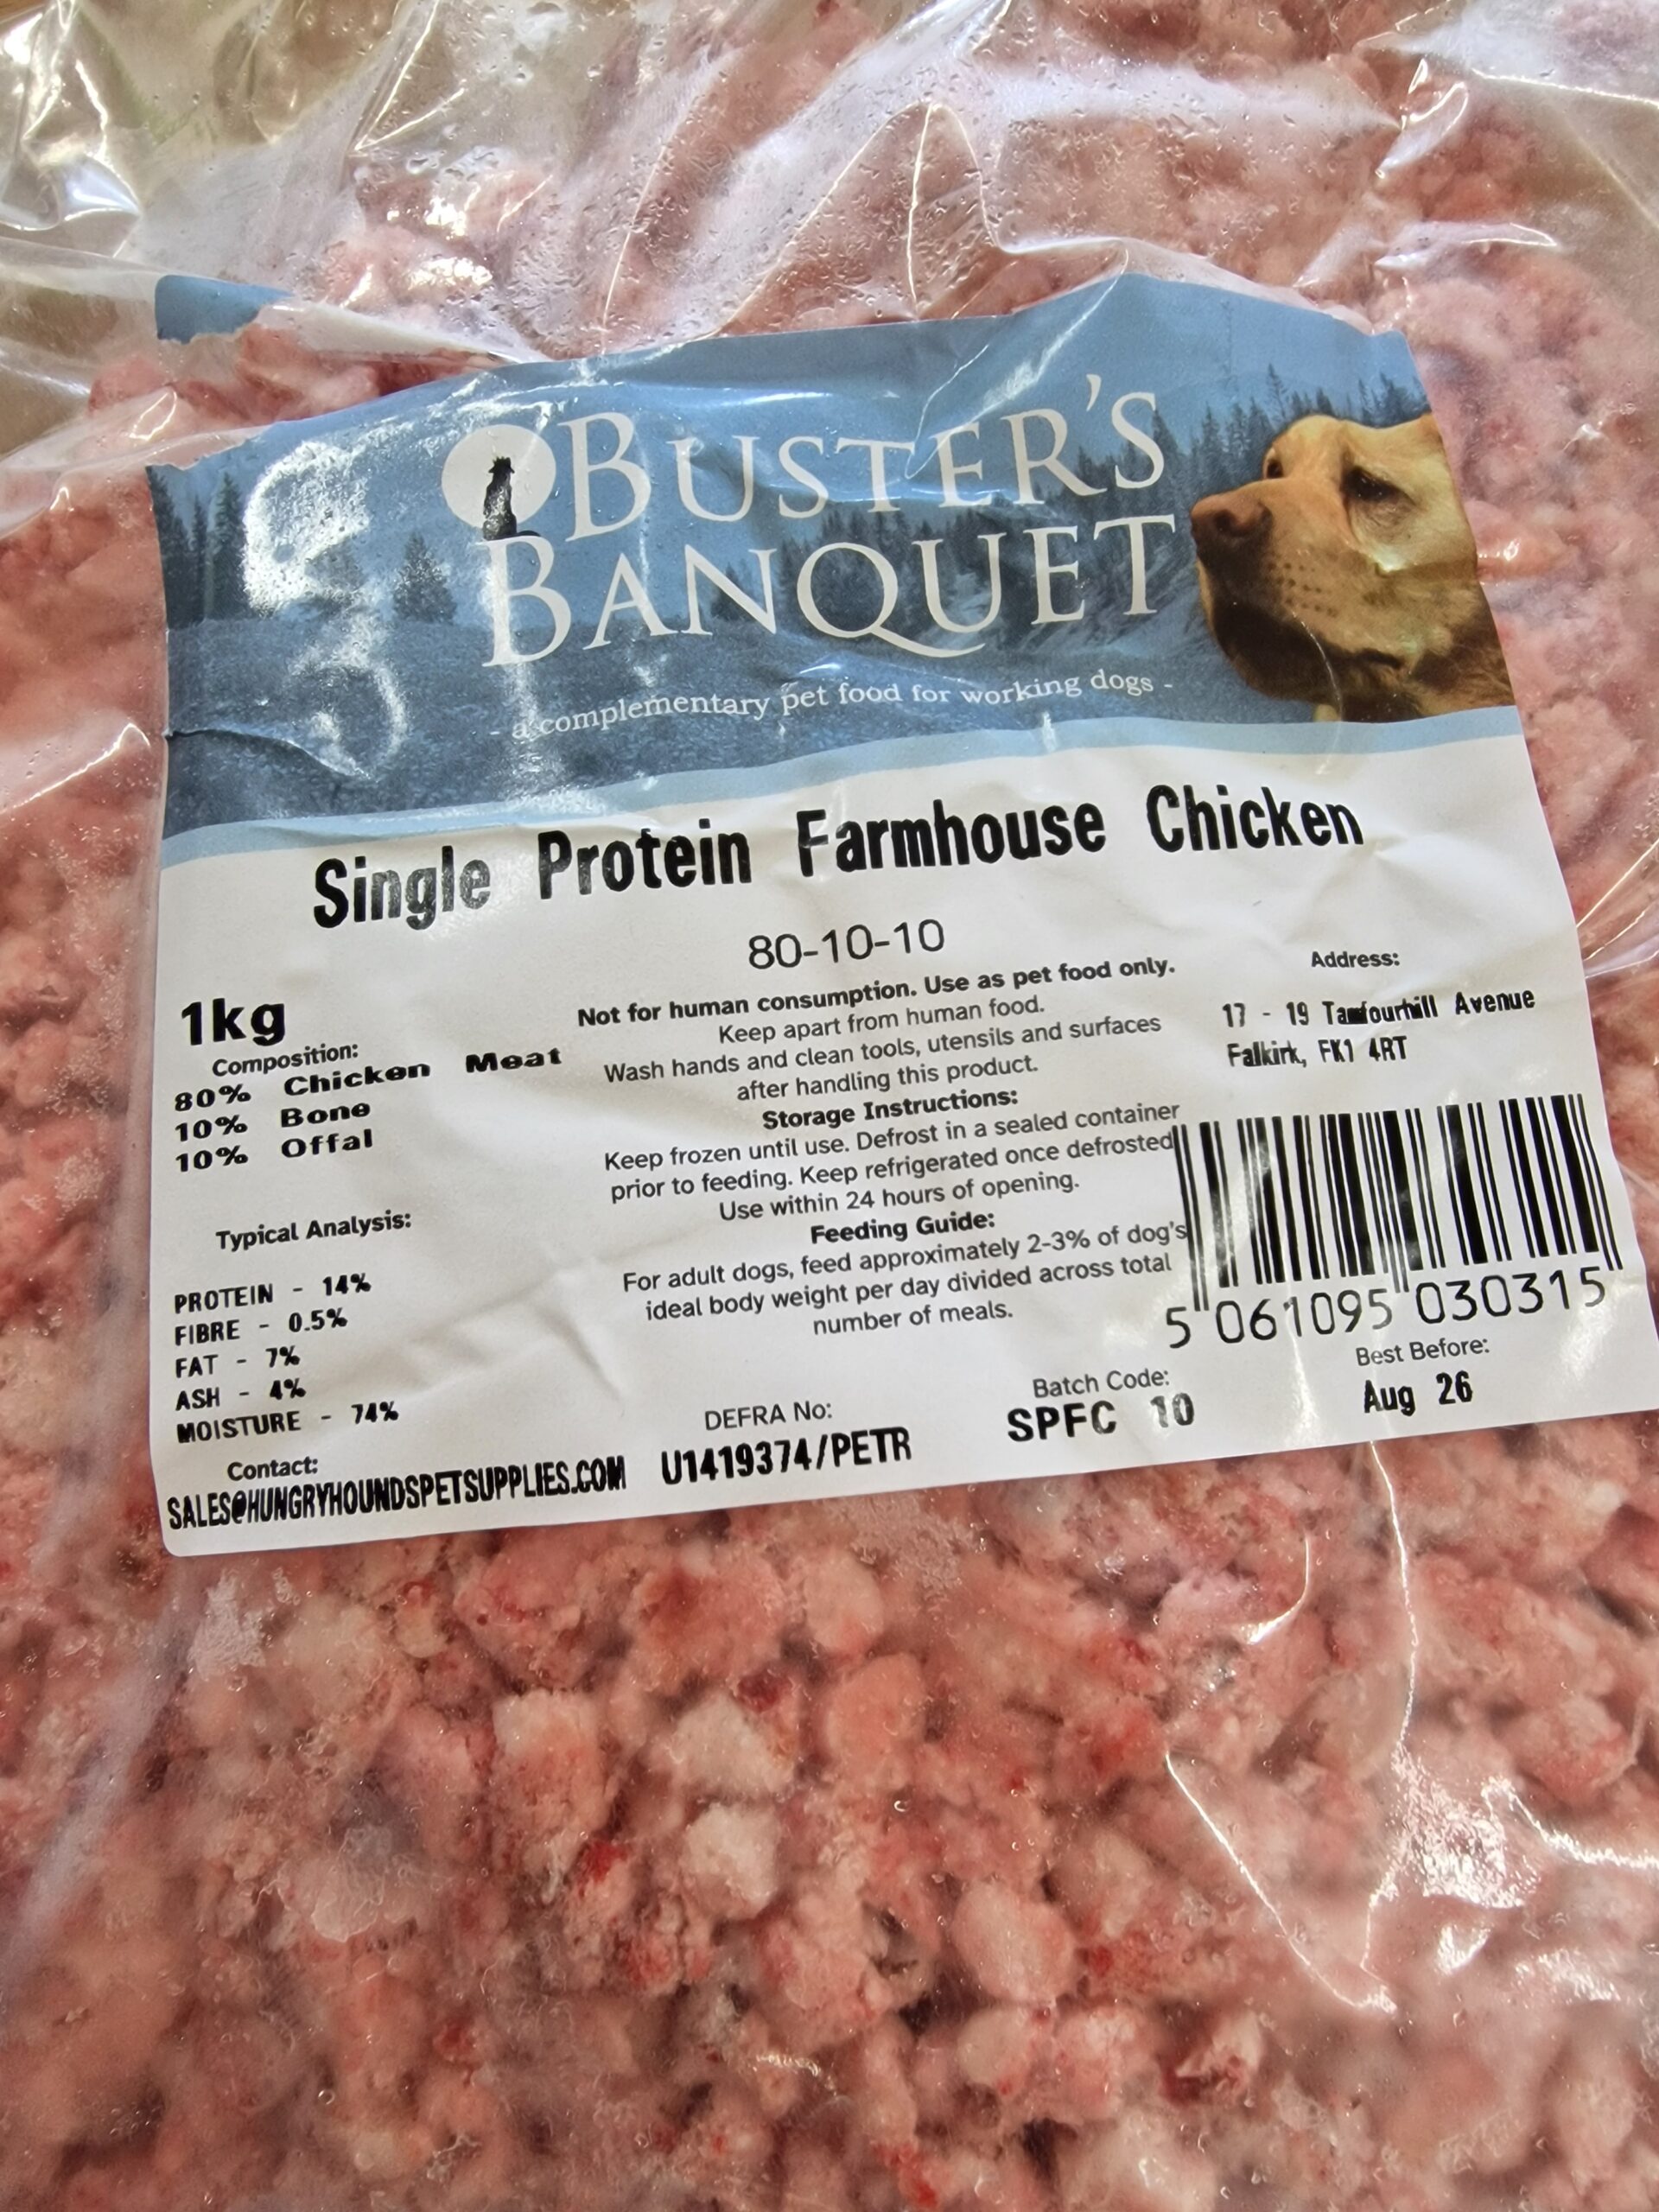 BUSTER'S
BANQUET
- a complementary pet food for working dogs -
Single Protein Farmhouse Chicken
80-10-10
1kg
Composition:
80% Chicken Meat
10% Bone
10% Offal
Typical Analysis:
PROTEIN - 14%
FIBRE - 0.5%
FAT - 7%
ASH - 4%
MOISTURE - 74%
Contact:
SALES@HUNGRYHOUNDSPETSUPPLIES.COM
Not for human consumption. Use as pet food only.
Keep apart from human food.
Wash hands and clean tools, utensils and surfaces
after handling this product.
Storage Instructions:
Keep frozen until use. Defrost in a sealed container
prior to feeding. Keep refrigerated once defrosted
Use within 24 hours of opening.
Feeding Guide:
For adult dogs, feed approximately 2-3% of dog's
ideal body weight per day divided across total
number of meals.
DEFRA No:
U1419374/PETR
Batch Code:
SPFC 10
Address:
17 - 19 Tamfourhill Avenue
Falkirk, FK1 4RT
5 061095 030315
Best Before:
Aug 26